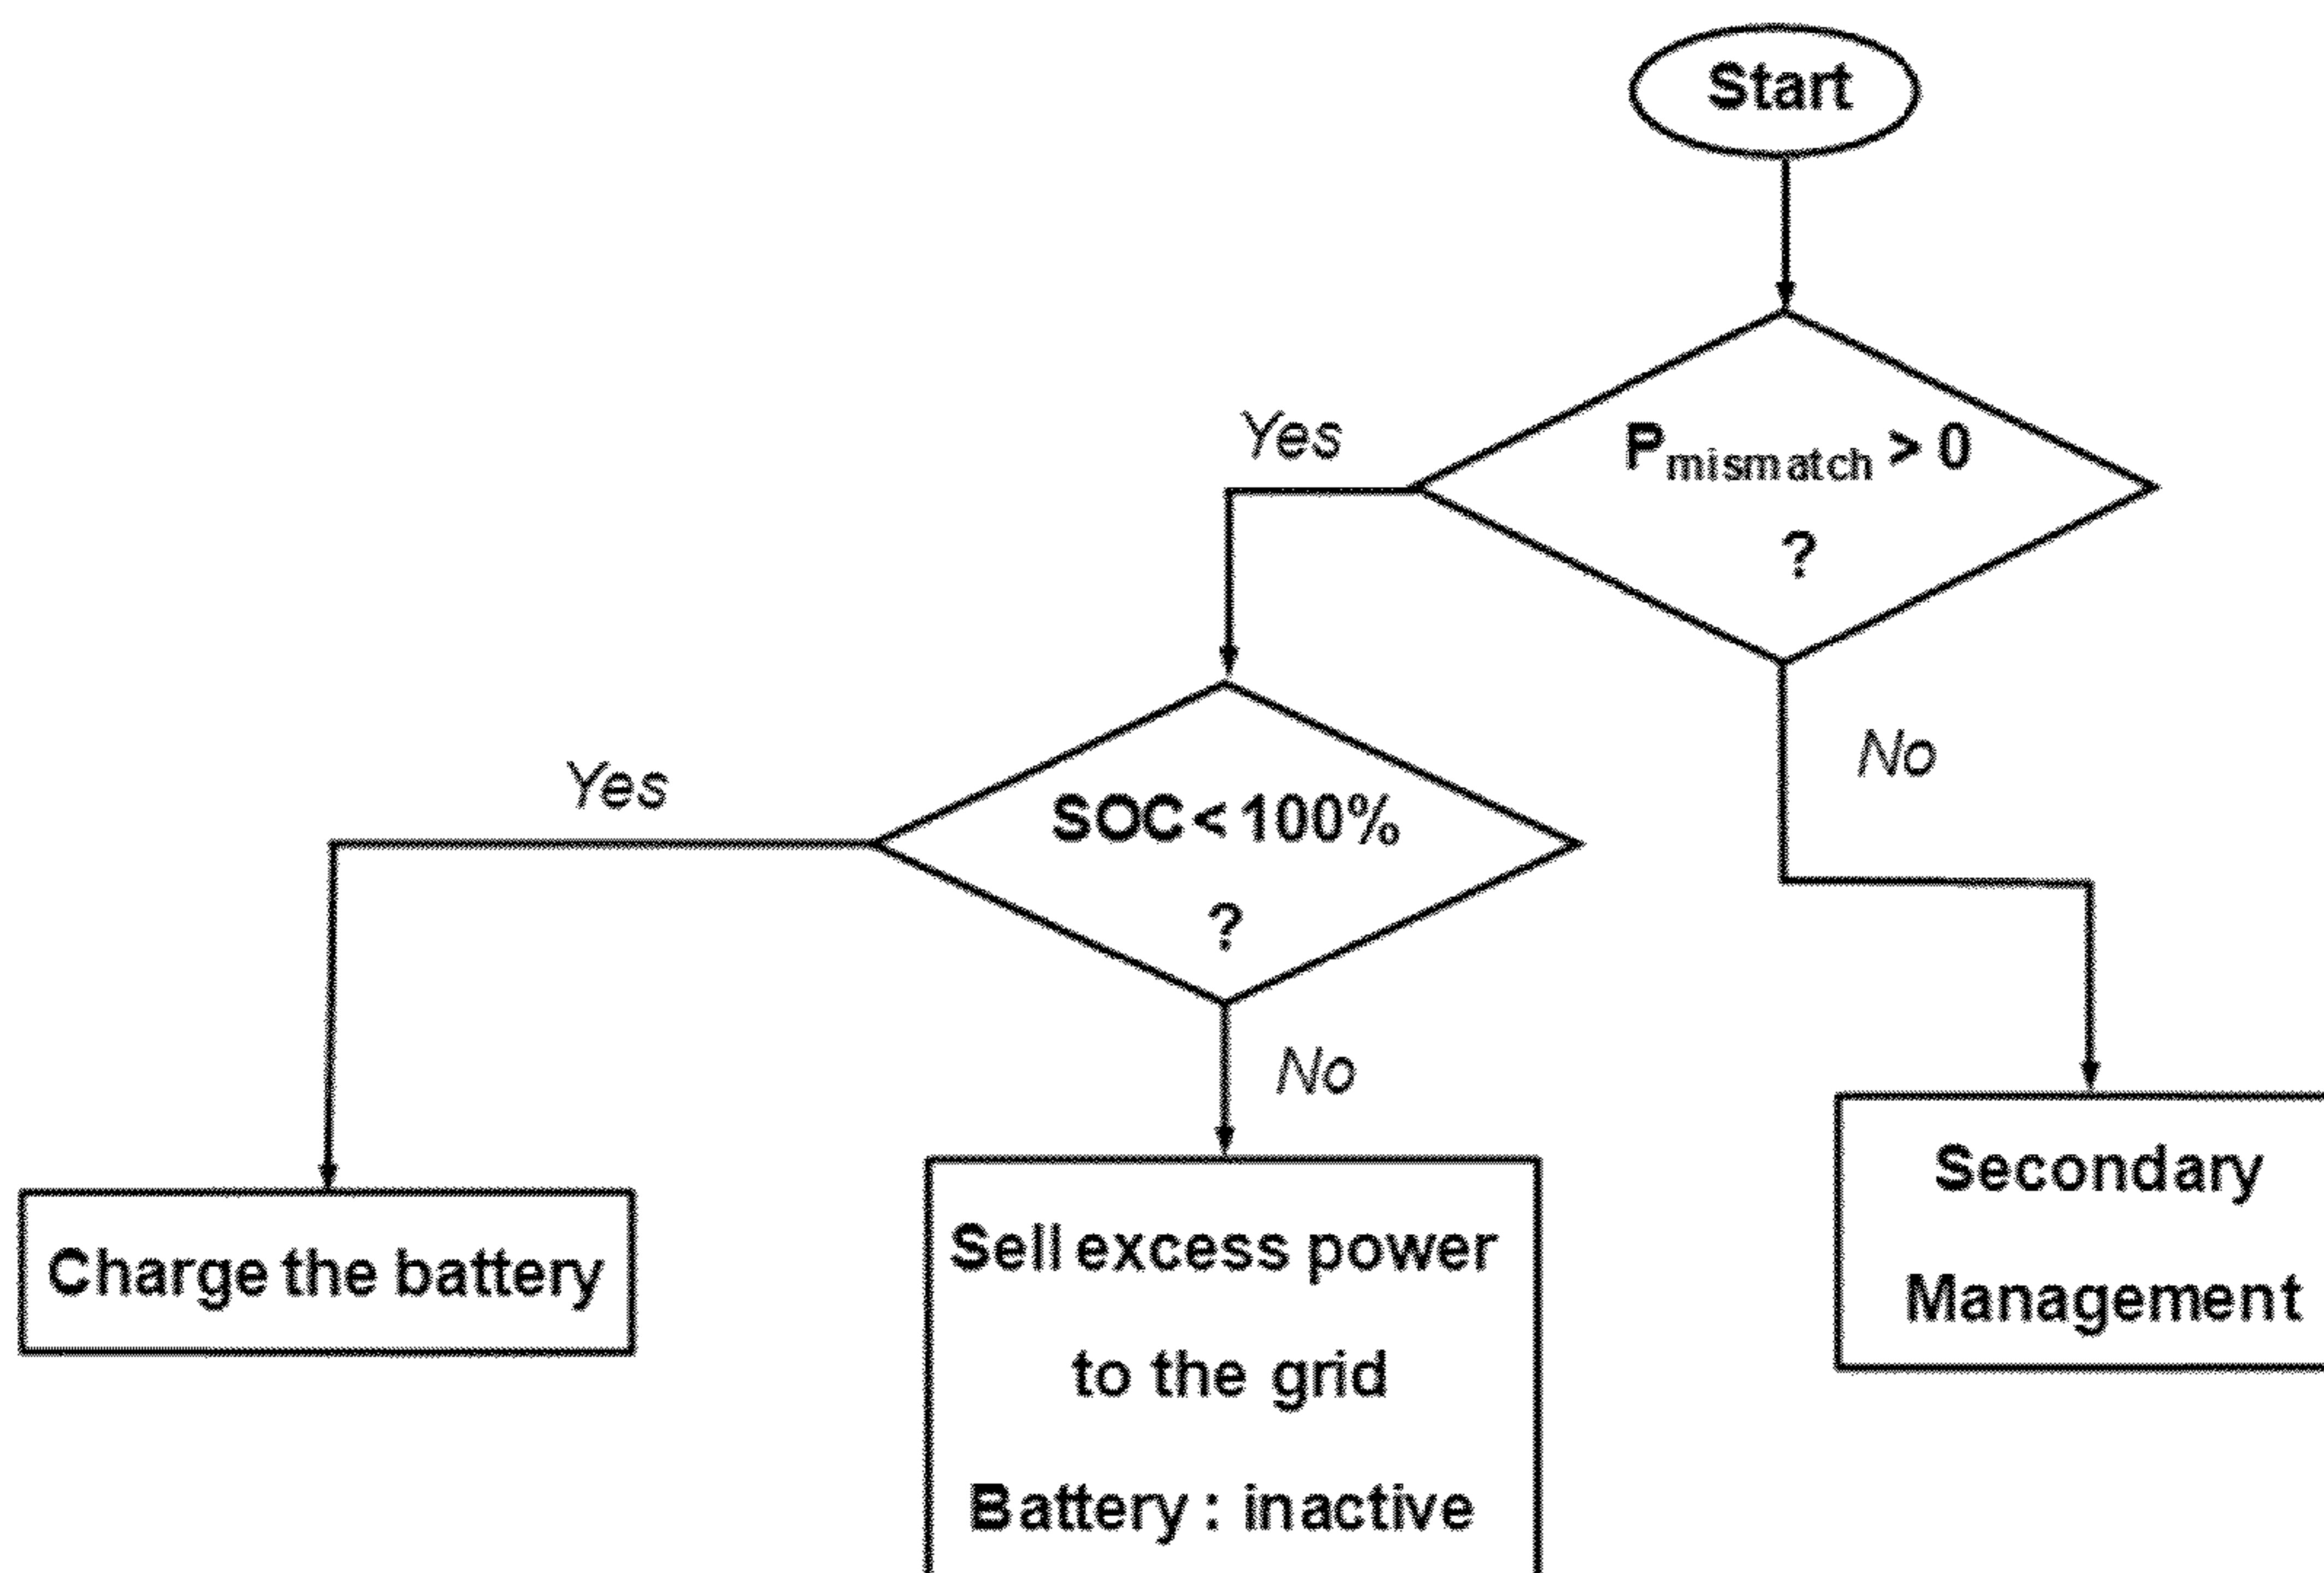 Start
Yes
P mismatch > 0
?
No
Yes
SOC < 100%
?
No
Charge the battery
Sell excess power
to the grid
Battery : inactive
Secondary
Management